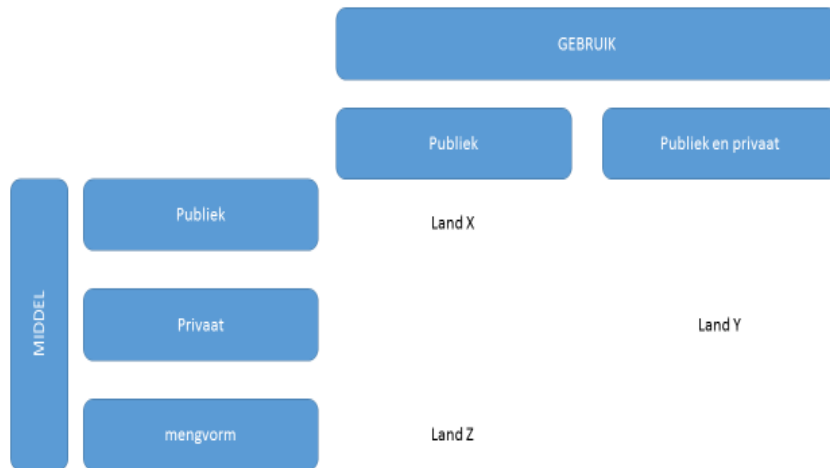 GEBRUIK
Publiek
Publiek en privaat
MIDDEL
Publiek
Land X
Privaat
Land Y
mengvorm
Land Z